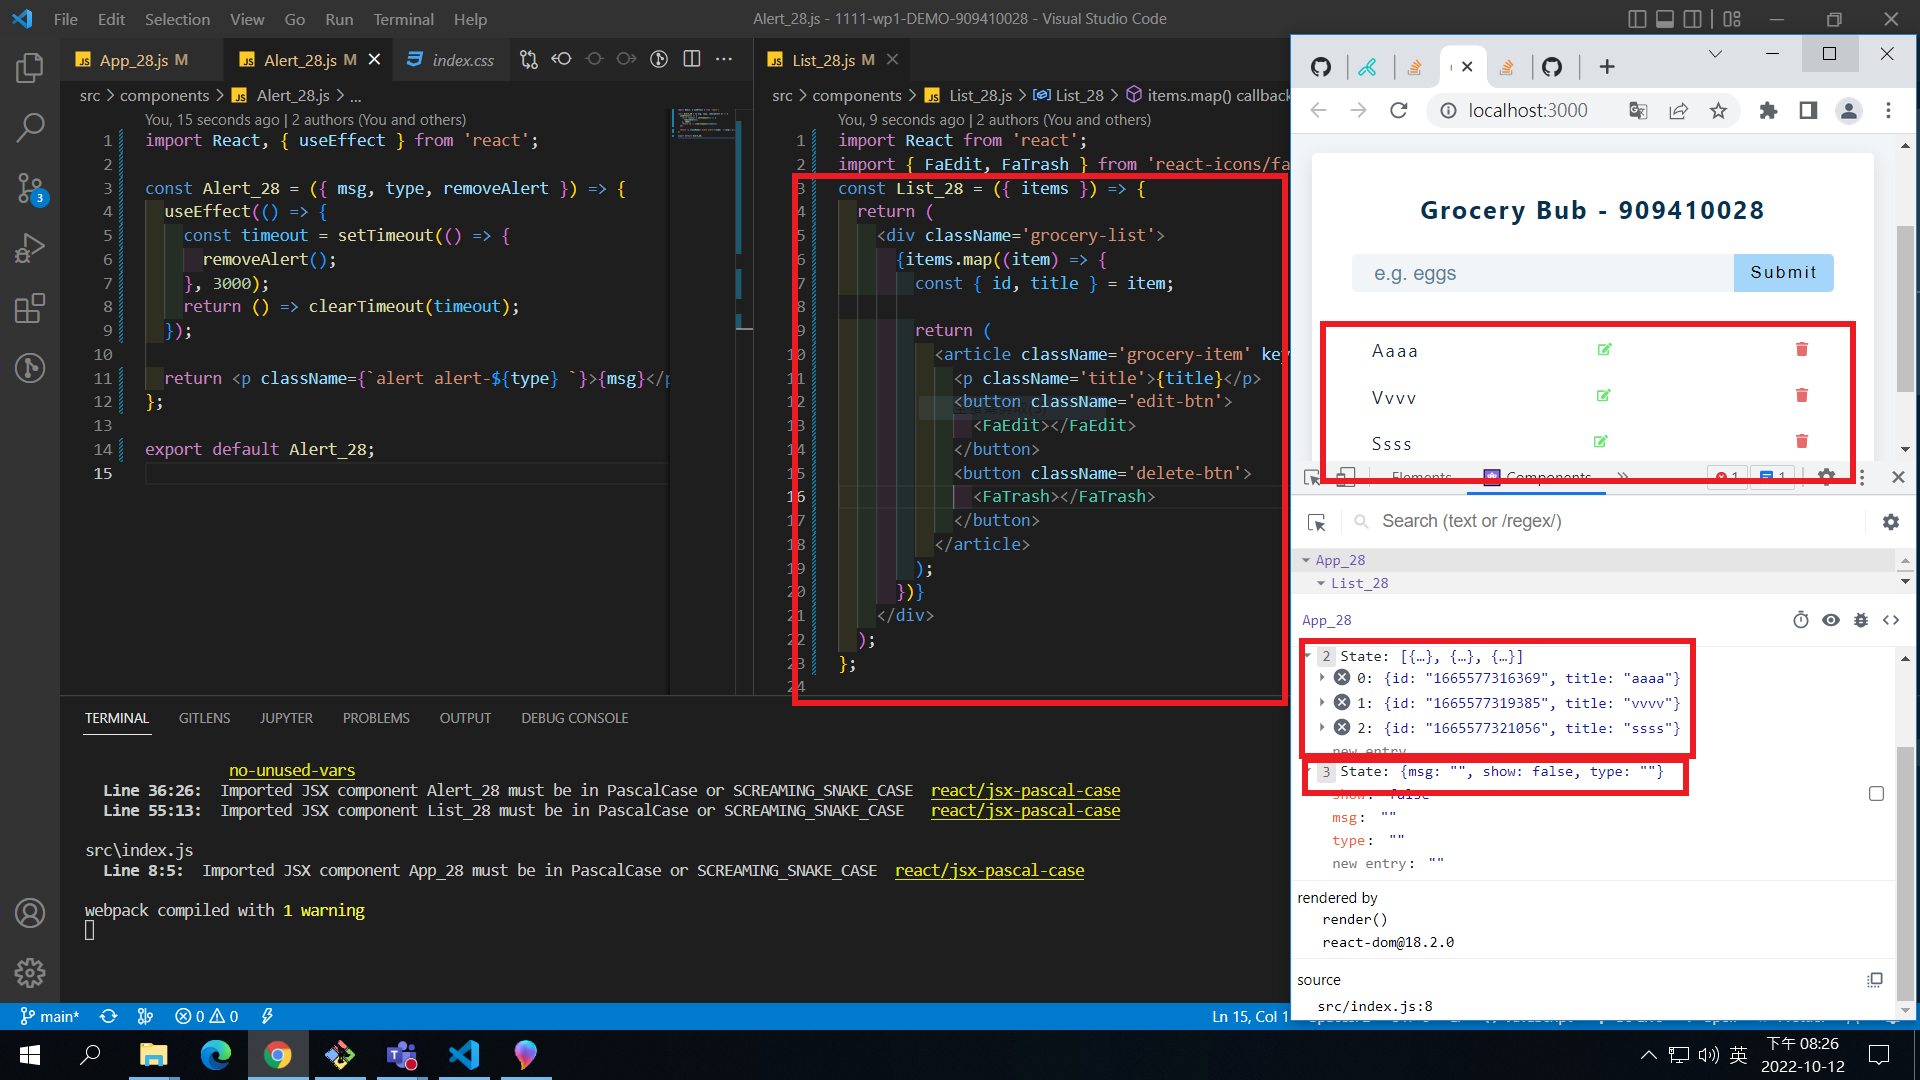 File Edit Selection View Go Run Terminal Help
Alert_28.js - 1111-wp1-DEMO-909410028 - Visual Studio Code
JS App_28.js M
JS Alert_28.js M
index.css
src > components > JS Alert_28.js > ...
You, 15 seconds ago | 2 authors (You and others)
1 import React, { useEffect } from 'react';
2
3 const Alert_28 = ({ msg, type, removeAlert }) => {
4 useEffect(() => {
5 const timeout = setTimeout(() => {
6 removeAlert();
7 }, 3000);
8 return () => clearTimeout(timeout);
9 });
10
11 return <p className={`alert alert-${type} `}>{msg}</p
12 };
13
14 export default Alert_28;
15
JS List_28.js M
src > components > JS List_28.js > List_28 > items.map() callback
You, 9 seconds ago | 2 authors (You and others)
1 import React from 'react';
2 import { FaEdit, FaTrash } from 'react-icons/fa
3 const List_28 = ({ items }) => {
4 return (
5 <div className='grocery-list'>
6 {items.map((item) => {
7 const { id, title } = item;
8
9 return (
10 <article className='grocery-item' key
11 <p className='title'>{title}</p>
12 <button className='edit-btn'>
13 <FaEdit></FaEdit>
14 </button>
15 <button className='delete-btn'>
16 <FaTrash></FaTrash>
17 </button>
18 </article>
19 );
20 })}
21 </div>
22 );
23 };
24
TERMINAL GITLENS JUPYTER PROBLEMS OUTPUT DEBUG CONSOLE
no-unused-vars
Line 36:26: Imported JSX component Alert_28 must be in PascalCase or SCREAMING_SNAKE_CASE react/jsx-pascal-case
Line 55:13: Imported JSX component List_28 must be in PascalCase or SCREAMING_SNAKE_CASE react/jsx-pascal-case
src\index.js
Line 8:5: Imported JSX component App_28 must be in PascalCase or SCREAMING_SNAKE_CASE react/jsx-pascal-case
webpack compiled with 1 warning
3
main*
0 0
Ln 15, Col 1
localhost:3000
Grocery Bub - 909410028
e.g. eggs
Submit
Aaaa
Vvvv
Ssss
Elements Components 1 1
Search (text or /regex/)
App_28
List_28
App_28
2 State: [{…}, {…}, {…}]
0: {id: "1665577316369", title: "aaaa"}
1: {id: "1665577319385", title: "vvvv"}
2: {id: "1665577321056", title: "ssss"}
new entry
3 State: {msg: "", show: false, type: ""}
show: false
msg: ""
type: ""
new entry: ""
rendered by
render()
react-dom@18.2.0
source
src/index.js:8
英
下午 08:26
2022-10-12